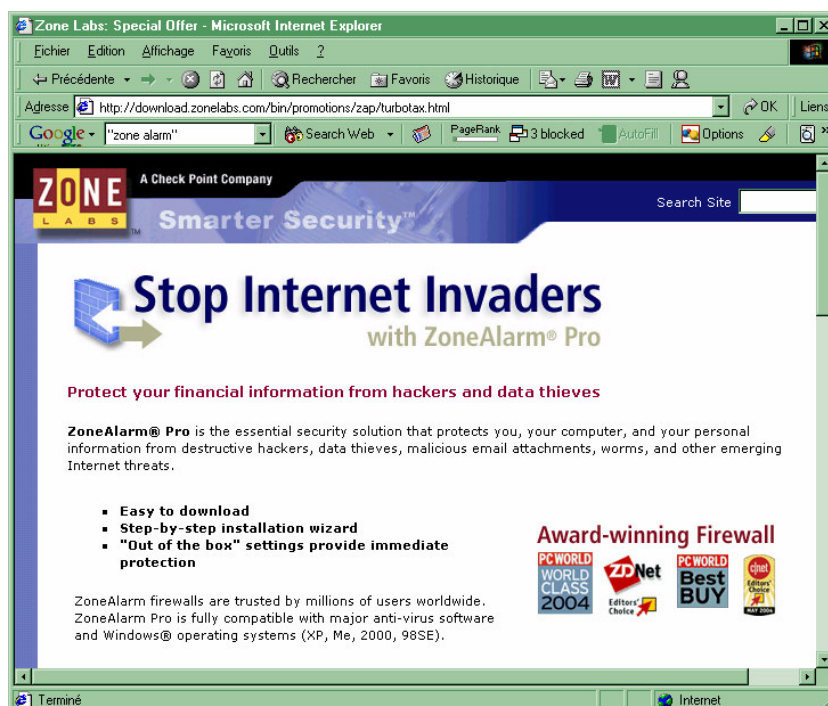 Zone Labs: Special Offer - Microsoft Internet Explorer
Fichier Edition Affichage Favoris Outils ?
Précédente Rechercher Favoris Historique
Adresse http://download.zonelabs.com/bin/promotions/zap/turbotax.html OK Liens
Google "zone alarm" Search Web PageRank 3 blocked AutoFill Options »
ZONE
LABS™
A Check Point Company
Smarter Security™
Search Site
Stop Internet Invaders
with ZoneAlarm® Pro
Protect your financial information from hackers and data thieves
ZoneAlarm® Pro is the essential security solution that protects you, your computer, and your personal
information from destructive hackers, data thieves, malicious email attachments, worms, and other emerging
Internet threats.
Easy to download
Step-by-step installation wizard
"Out of the box" settings provide immediate
protection
Award-winning Firewall
PC WORLD
WORLD
CLASS
2004
ZDNet
Editors'
Choice
PC WORLD
Best
BUY
c|net
Editors'
Choice
MAY 2004
ZoneAlarm firewalls are trusted by millions of users worldwide.
ZoneAlarm Pro is fully compatible with major anti-virus software
and Windows® operating systems (XP, Me, 2000, 98SE).
Terminé Internet